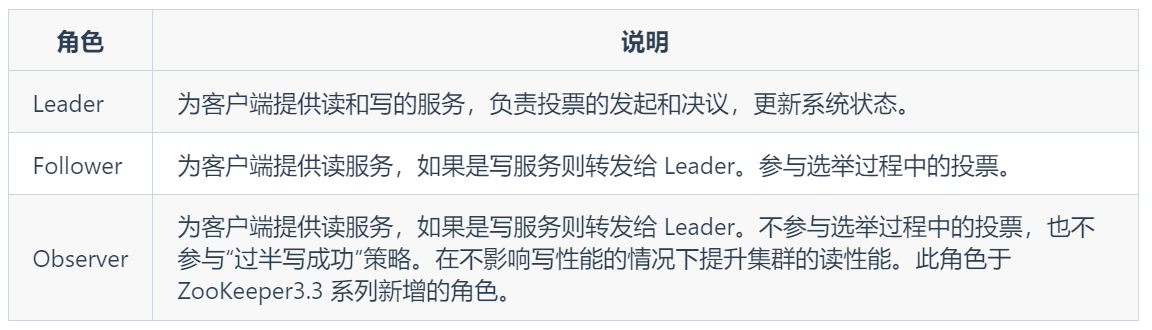 角色 说明
Leader 为客户端提供读和写的服务，负责投票的发起和决议，更新系统状态。
Follower 为客户端提供读服务，如果是写服务则转发给 Leader。参与选举过程中的投票。
为客户端提供读服务，如果是写服务则转发给 Leader。不参与选举过程中的投票，也不
Observer 参与“过半写成功”策略。在不影响写性能的情况下提升集群的读性能。此角色于
ZooKeeper3.3 系列新增的角色。